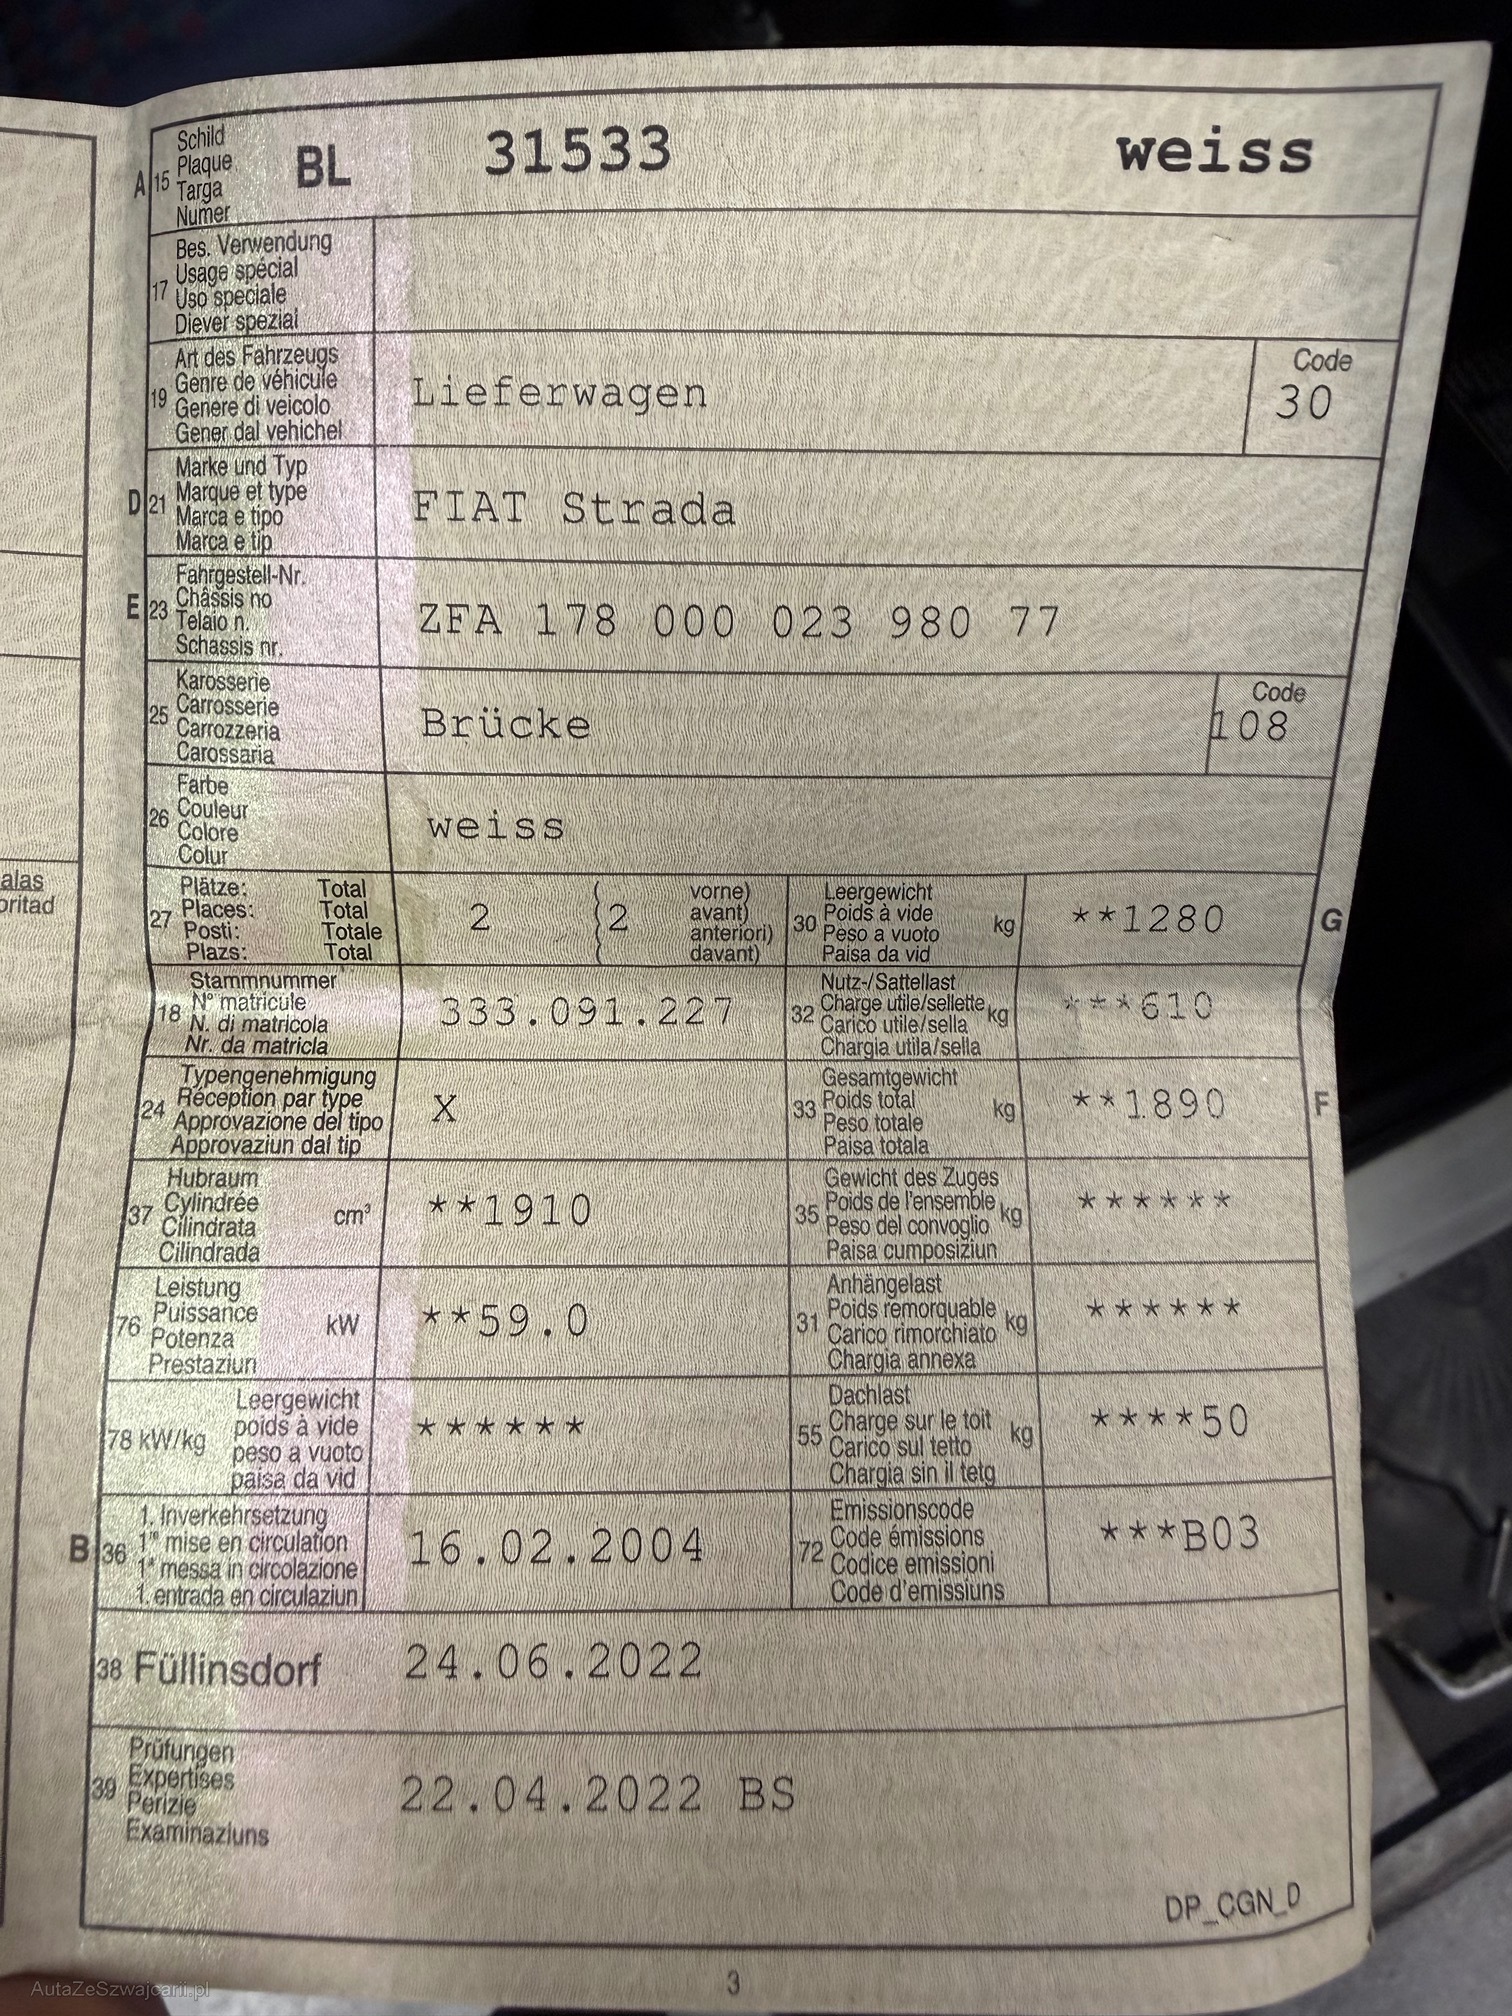 alas
oritad
A 15 Schild BL 31533 weiss
Plaque
Targa
Numer
17 Bes. Verwendung
Usage spécial
Uso speciale
Diever spezial
19 Art des Fahrzeugs
Genre de véhicule
Genere di veicolo
Gener dal vehichel
Lieferwagen
Code
30
D 21 Marke und Typ
Marque et type
Marca e tipo
Marca e tip
FIAT Strada
E 23 Fahrgestell-Nr.
Châssis no
Telaio n.
Schassis nr.
ZFA 178 000 023 980 77
25 Karosserie
Carrosserie
Carrozzeria
Carossaria
Brücke
Code
108
26 Farbe
Couleur
Colore
Colur
weiss
27 Plätze: Total
Places: Total
Posti: Totale
Plazs: Total
2 { 2 vorne)
avant)
anteriori)
davant)
30 Leergewicht
Poids à vide
Peso a vuoto
Paisa da vid
kg **1280 G
18 Stammnummer
N° matricule
N. di matricola
Nr. da matricla
333.091.227
32 Nutz-/Sattellast
Charge utile/sellette
Carico utile/sella
Chargia utila/sella
kg ***610
24 Typengenehmigung
Réception par type
Approvazione del tipo
Approvaziun dal tip
X
33 Gesamtgewicht
Poids total
Peso totale
Paisa totala
kg **1890 F
37 Hubraum
Cylindrée
Cilindrata
Cilindrada
cm³ **1910
35 Gewicht des Zuges
Poids de l'ensemble
Peso del convoglio
Paisa cumposiziun
kg ******
76 Leistung
Puissance
Potenza
Prestaziun
kW **59.0
31 Anhängelast
Poids remorquable
Carico rimorchiato
Chargia annexa
kg ******
78 kW/kg Leergewicht
poids à vide
peso a vuoto
paisa da vid
******
55 Dachlast
Charge sur le toit
Carico sul tetto
Chargia sin il tetg
kg ****50
B 36 1. Inverkehrsetzung
1re mise en circulation
1a messa in circolazione
1. entrada en circulaziun
16.02.2004
72 Emissionscode
Code émissions
Codice emissioni
Code d'emissiuns
***B03
38 Füllinsdorf 24.06.2022
39 Prüfungen
Expertises
Perizie
Examinaziuns
22.04.2022 BS
DP_CGN_D
3
AutaZeSzwajcarii.pl